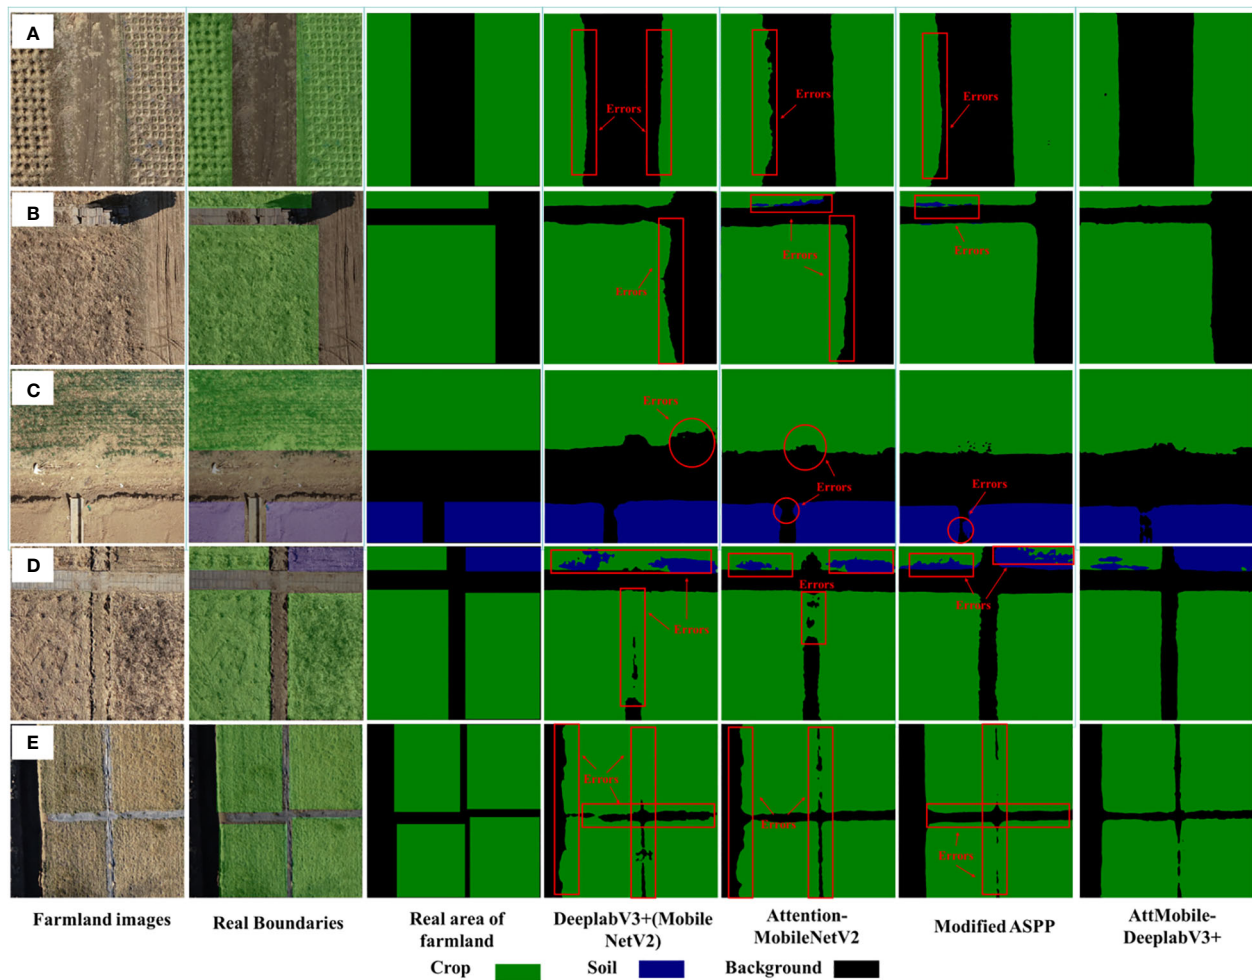 A
Errors
Errors
Errors
B
Errors
Errors
Errors
C
Errors
Errors
Errors
D
Errors
Errors
Errors
E
Errors
Errors
Errors
Farmland images
Real Boundaries
Real area of
farmland
DeeplabV3+(Mobile
NetV2)
Attention-
MobileNetV2
Modified ASPP
AttMobile-
DeeplabV3+
Crop
Soil
Background